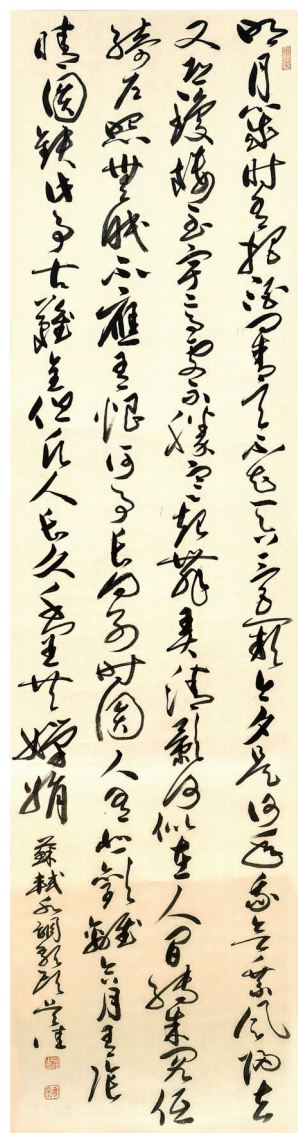 明月幾時有把酒問青天不知天上宮闕今夕是何年我欲乘風歸去
又恐瓊樓玉宇高處不勝寒起舞弄清影何似在人間轉朱閣低
綺戶照無眠不應有恨何事長向別時圓人有悲歡離合月有陰
晴圓缺此事古難全但願人長久千里共嬋娟
蘇軾水調歌頭